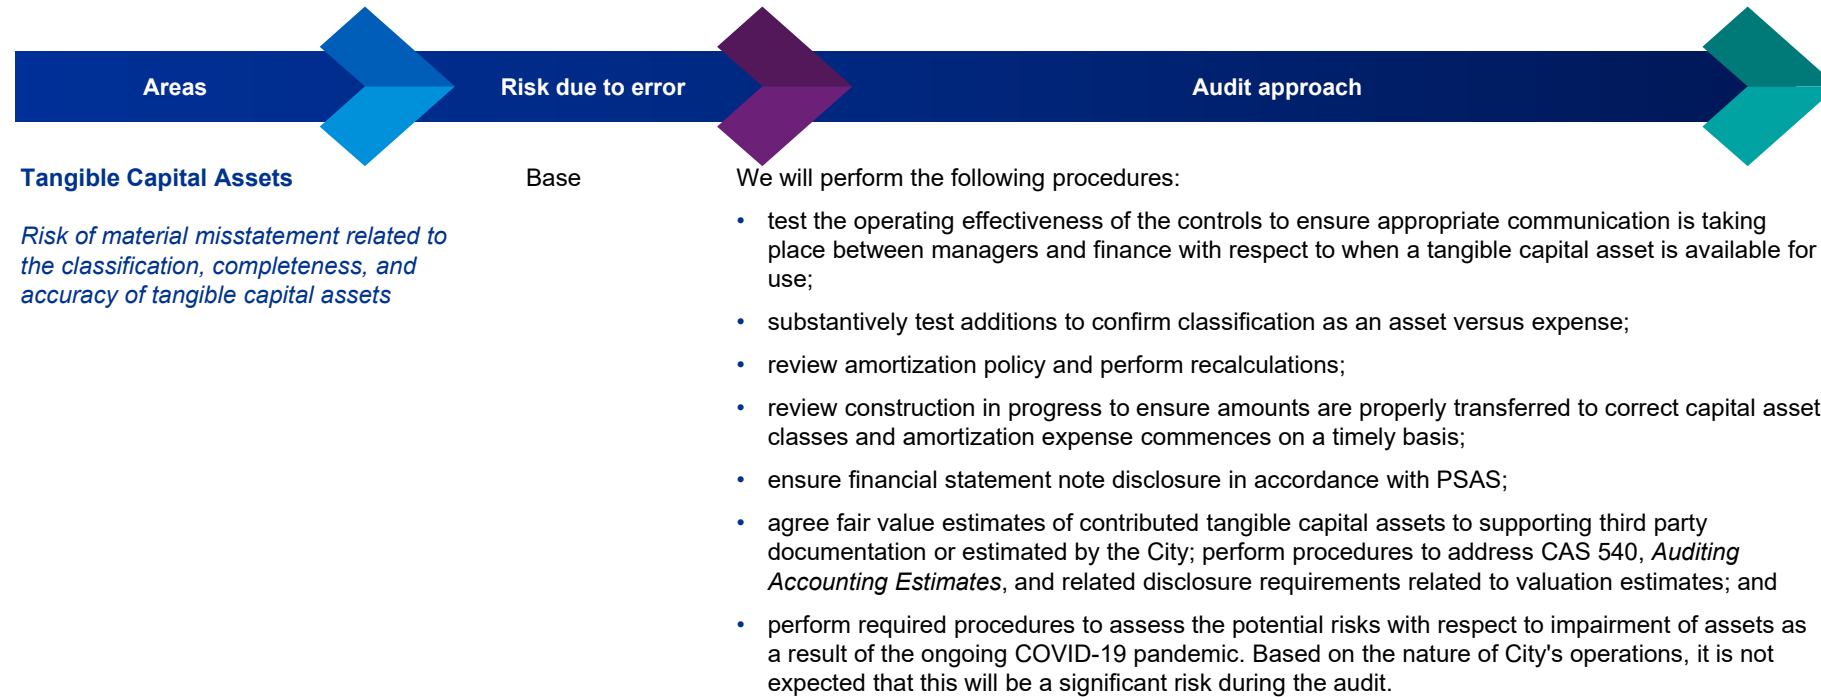 Areas
Risk due to error
Audit approach
Tangible Capital Assets
Base
We will perform the following procedures:
Risk of material misstatement related to
the classification, completeness, and
accuracy of tangible capital assets
• test the operating effectiveness of the controls to ensure appropriate communication is taking
place between managers and finance with respect to when a tangible capital asset is available for
use;
• substantively test additions to confirm classification as an asset versus expense;
• review amortization policy and perform recalculations;
• review construction in progress to ensure amounts are properly transferred to correct capital asset
classes and amortization expense commences on a timely basis;
• ensure financial statement note disclosure in accordance with PSAS;
• agree fair value estimates of contributed tangible capital assets to supporting third party
documentation or estimated by the City; perform procedures to address CAS 540, Auditing
Accounting Estimates, and related disclosure requirements related to valuation estimates; and
• perform required procedures to assess the potential risks with respect to impairment of assets as
a result of the ongoing COVID-19 pandemic. Based on the nature of City's operations, it is not
expected that this will be a significant risk during the audit.